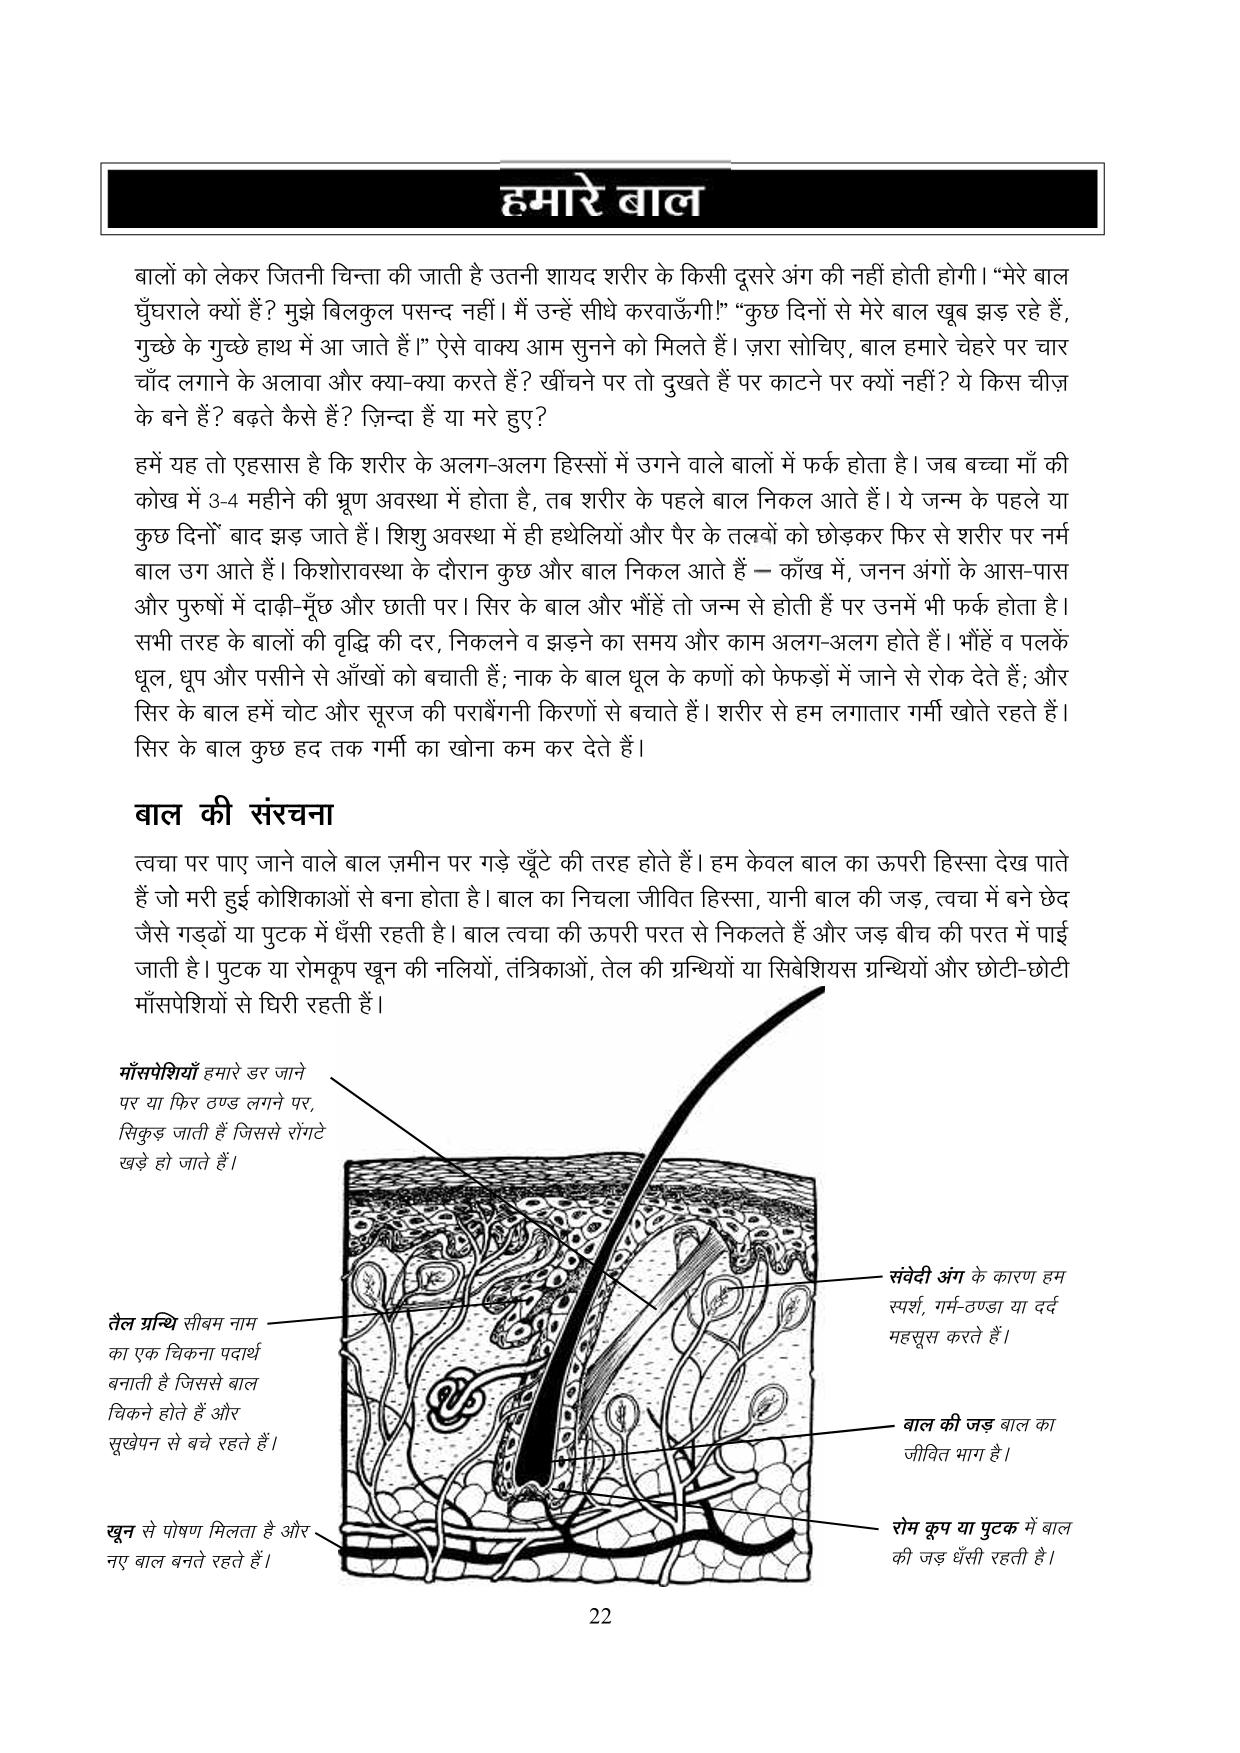 हमारे बाल
बालों को लेकर जितनी चिन्ता की जाती है उतनी शायद शरीर के किसी दूसरे अंग की नहीं होती होगी। “मेरे बाल
घुँघराले क्यों हैं? मुझे बिलकुल पसन्द नहीं। मैं उन्हें सीधे करवाऊँगी!” “कुछ दिनों से मेरे बाल खूब झड़ रहे हैं,
गुच्छे के गुच्छे हाथ में आ जाते हैं।” ऐसे वाक्य आम सुनने को मिलते हैं। ज़रा सोचिए, बाल हमारे चेहरे पर चार
चाँद लगाने के अलावा और क्या-क्या करते हैं? खींचने पर तो दुखते हैं पर काटने पर क्यों नहीं? ये किस चीज़
के बने हैं? बढ़ते कैसे हैं? ज़िन्दा हैं या मरे हुए?
हमें यह तो एहसास है कि शरीर के अलग-अलग हिस्सों में उगने वाले बालों में फर्क होता है। जब बच्चा माँ की
कोख में 3-4 महीने की भ्रूण अवस्था में होता है, तब शरीर के पहले बाल निकल आते हैं। ये जन्म के पहले या
कुछ दिनों बाद झड़ जाते हैं। शिशु अवस्था में ही हथेलियों और पैर के तलवों को छोड़कर फिर से शरीर पर नर्म
बाल उग आते हैं। किशोरावस्था के दौरान कुछ और बाल निकल आते हैं – काँख में, जनन अंगों के आस-पास
और पुरुषों में दाढ़ी-मूँछ और छाती पर। सिर के बाल और भौंहें तो जन्म से होती हैं पर उनमें भी फर्क होता है।
सभी तरह के बालों की वृद्धि की दर, निकलने व झड़ने का समय और काम अलग-अलग होते हैं। भौंहें व पलकें
धूल, धूप और पसीने से आँखों को बचाती हैं; नाक के बाल धूल के कणों को फेफड़ों में जाने से रोक देते हैं; और
सिर के बाल हमें चोट और सूरज की पराबैंगनी किरणों से बचाते हैं। शरीर से हम लगातार गर्मी खोते रहते हैं।
सिर के बाल कुछ हद तक गर्मी का खोना कम कर देते हैं।
बाल की संरचना
त्वचा पर पाए जाने वाले बाल ज़मीन पर गड़े खूँटे की तरह होते हैं। हम केवल बाल का ऊपरी हिस्सा देख पाते
हैं जो मरी हुई कोशिकाओं से बना होता है। बाल का निचला जीवित हिस्सा, यानी बाल की जड़, त्वचा में बने छेद
जैसे गड्ढों या पुटक में धँसी रहती है। बाल त्वचा की ऊपरी परत से निकलते हैं और जड़ बीच की परत में पाई
जाती है। पुटक या रोमकूप खून की नलियों, तंत्रिकाओं, तेल की ग्रन्थियों या सिबेशियस ग्रन्थियों और छोटी-छोटी
माँसपेशियों से घिरी रहती हैं।
माँसपेशियाँ हमारे डर जाने
पर या फिर ठण्ड लगने पर,
सिकुड़ जाती हैं जिससे रोंगटे
खड़े हो जाते हैं।
संवेदी अंग के कारण हम
स्पर्श, गर्म-ठण्डा या दर्द
महसूस करते हैं।
तैल ग्रन्थि सीबम नाम
का एक चिकना पदार्थ
बनाती है जिससे बाल
चिकने होते हैं और
सूखेपन से बचे रहते हैं।
बाल की जड़ बाल का
जीवित भाग है।
खून से पोषण मिलता है और
नए बाल बनते रहते हैं।
रोम कूप या पुटक में बाल
की जड़ धँसी रहती है।
22